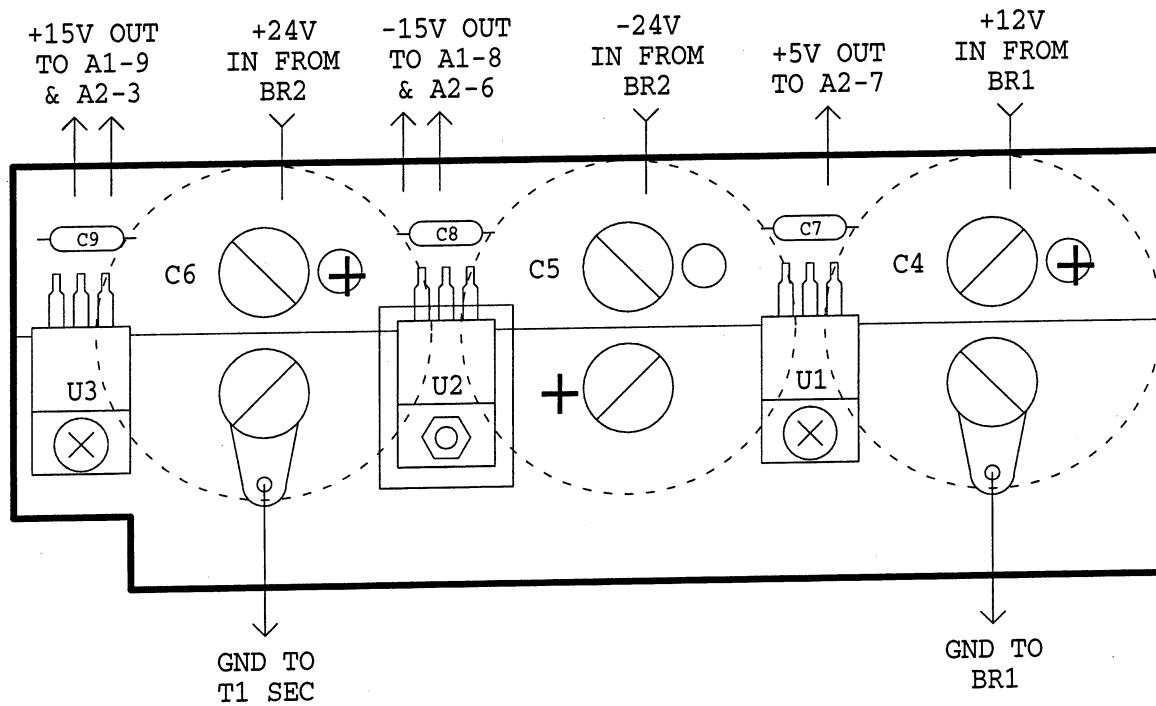 +15V OUT
TO A1-9
& A2-3
+24V
IN FROM
BR2
-15V OUT
TO A1-8
& A2-6
-24V
IN FROM
BR2
+5V OUT
TO A2-7
+12V
IN FROM
BR1
C9
C8
C7
C6
+
C5
C4
+
U3
U2
+
U1
GND TO
T1 SEC
GND TO
BR1